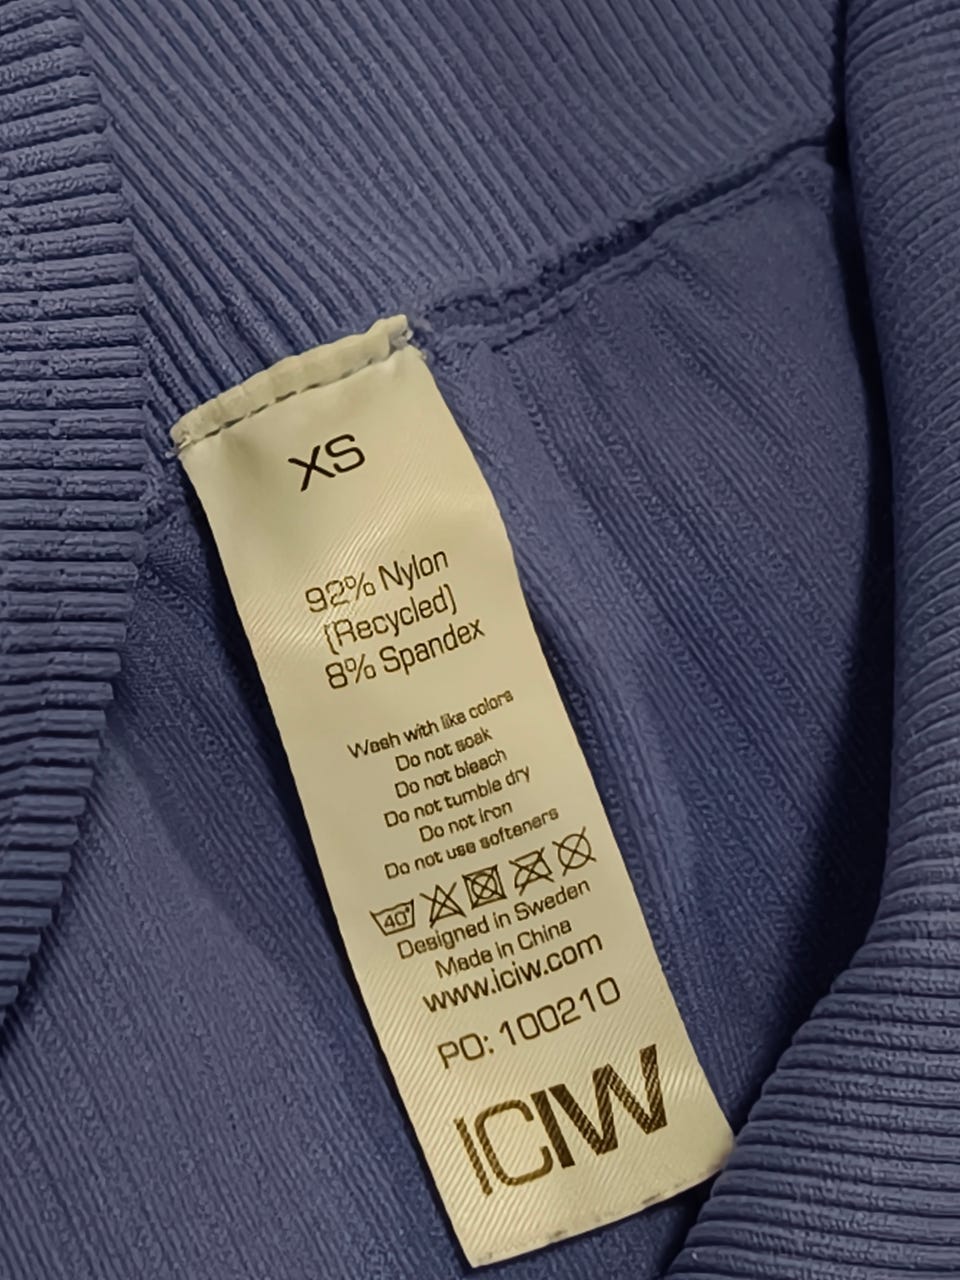 XS
92% Nylon
(Recycled)
8% Spandex
Wash with like colors
Do not soak
Do not bleach
Do not tumble dry
Do not iron
Do not use softeners
40°
Designed in Sweden
Made in China
www.iciw.com
PO: 100210
ICIW